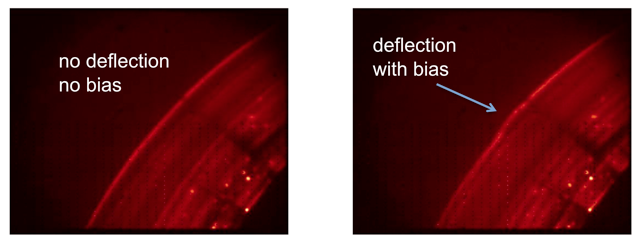 no deflection
no bias
deflection
with bias